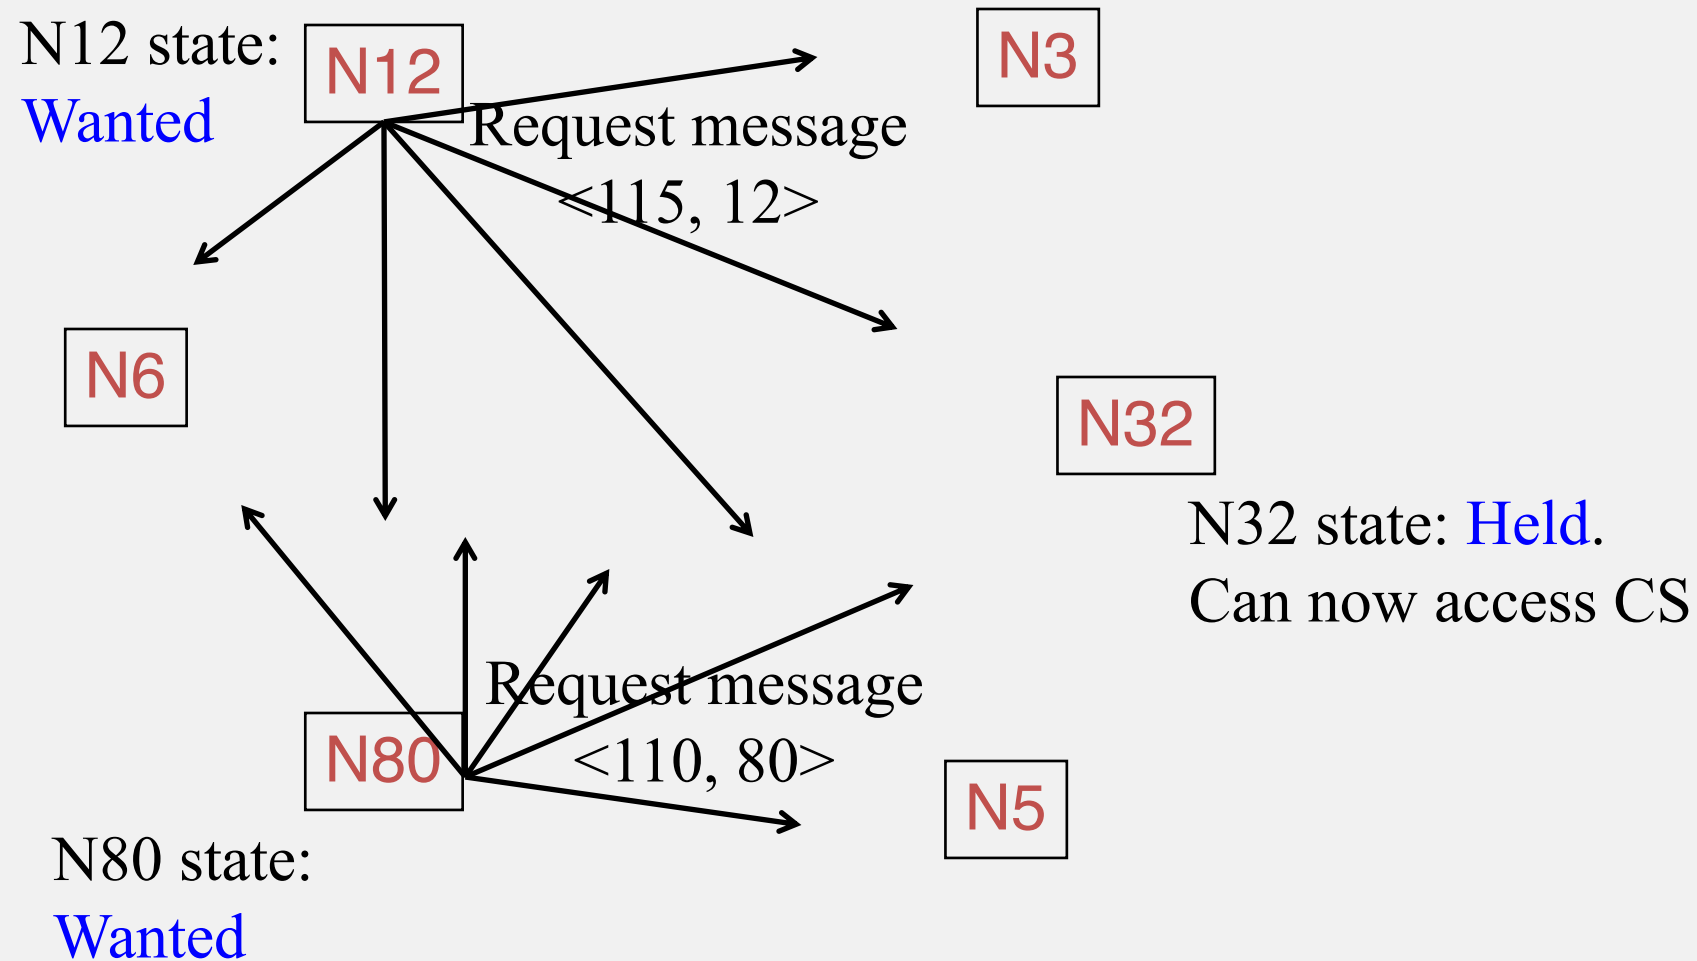 N12 state:
Wanted
N12
N3
Request message
<115, 12>
N6
N32
N32 state: Held.
Can now access CS
Request message
<110, 80>
N80
N5
N80 state:
Wanted